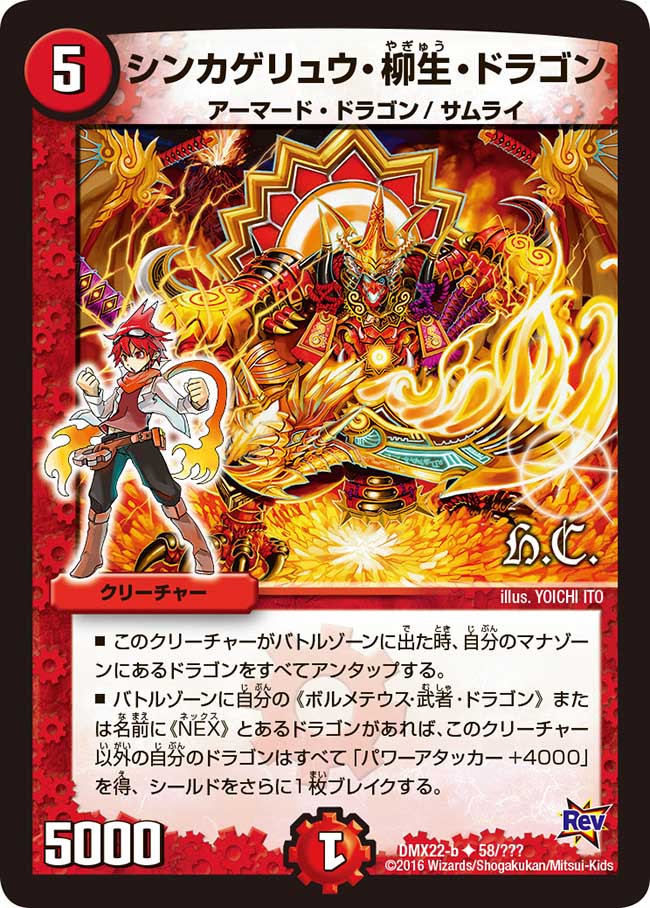 5
シンカゲリュウ・柳生・ドラゴン
やぎゅう
アーマード・ドラゴン / サムライ
H.C.
クリーチャー
illus. YOICHI ITO
■ このクリーチャーがバトルゾーンに出た時、自分のマナゾー
ンにあるドラゴンをすべてアンタップする。
■ バトルゾーンに自分の《ボルメテウス・武者・ドラゴン》また
は名前に《NEX》とあるドラゴンがあれば、このクリーチャー
以外の自分のドラゴンはすべて「パワーアタッカー +4000」
を得、シールドをさらに1枚ブレイクする。
5000
1
Rev
DMX22-b ◆ 58/???
©2016 Wizards/Shogakukan/Mitsui-Kids